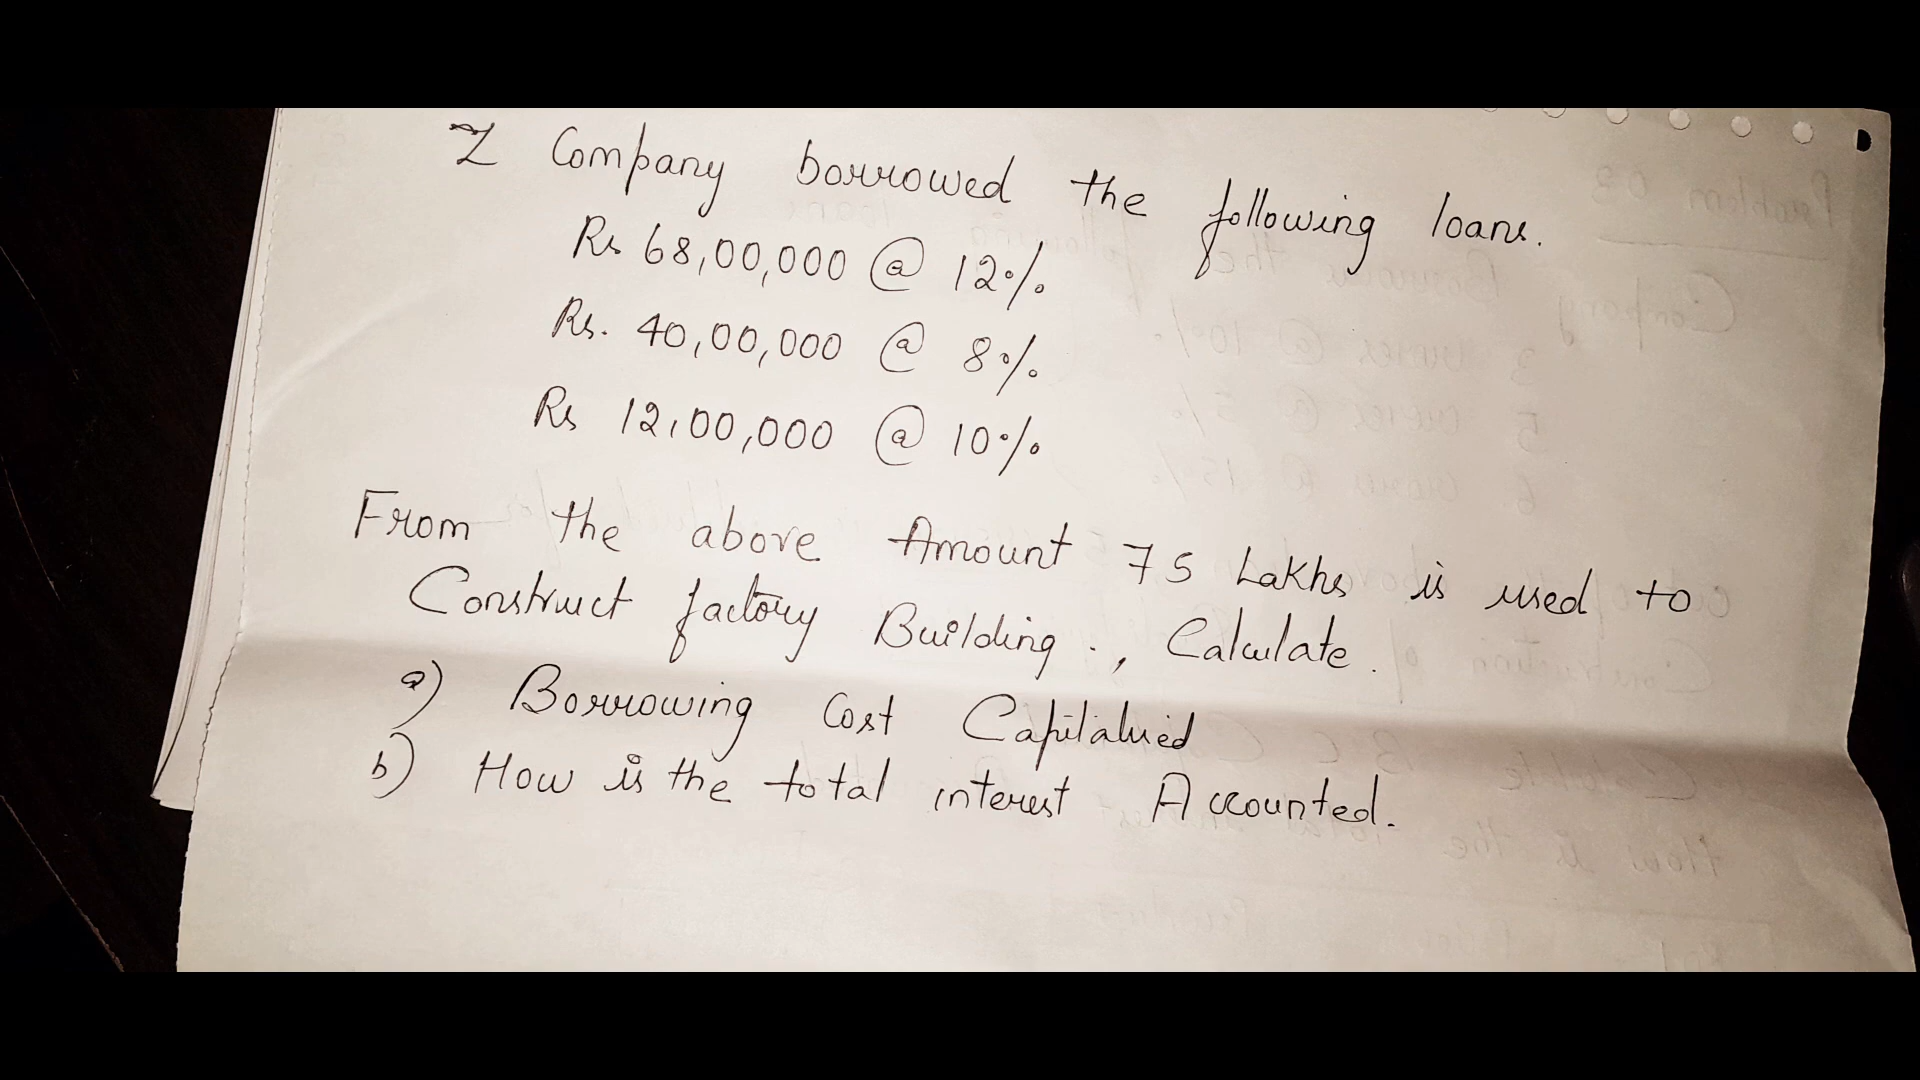 Z Company borrowed the following loans.
Rs. 68,00,000 @ 12%
Rs. 40,00,000 @ 8%
Rs 12,00,000 @ 10%
From the above Amount 75 Lakhs is used to
Construct factory Building ., Calculate.
a) Borrowing Cost Capitalised
b) How is the total interest Accounted.